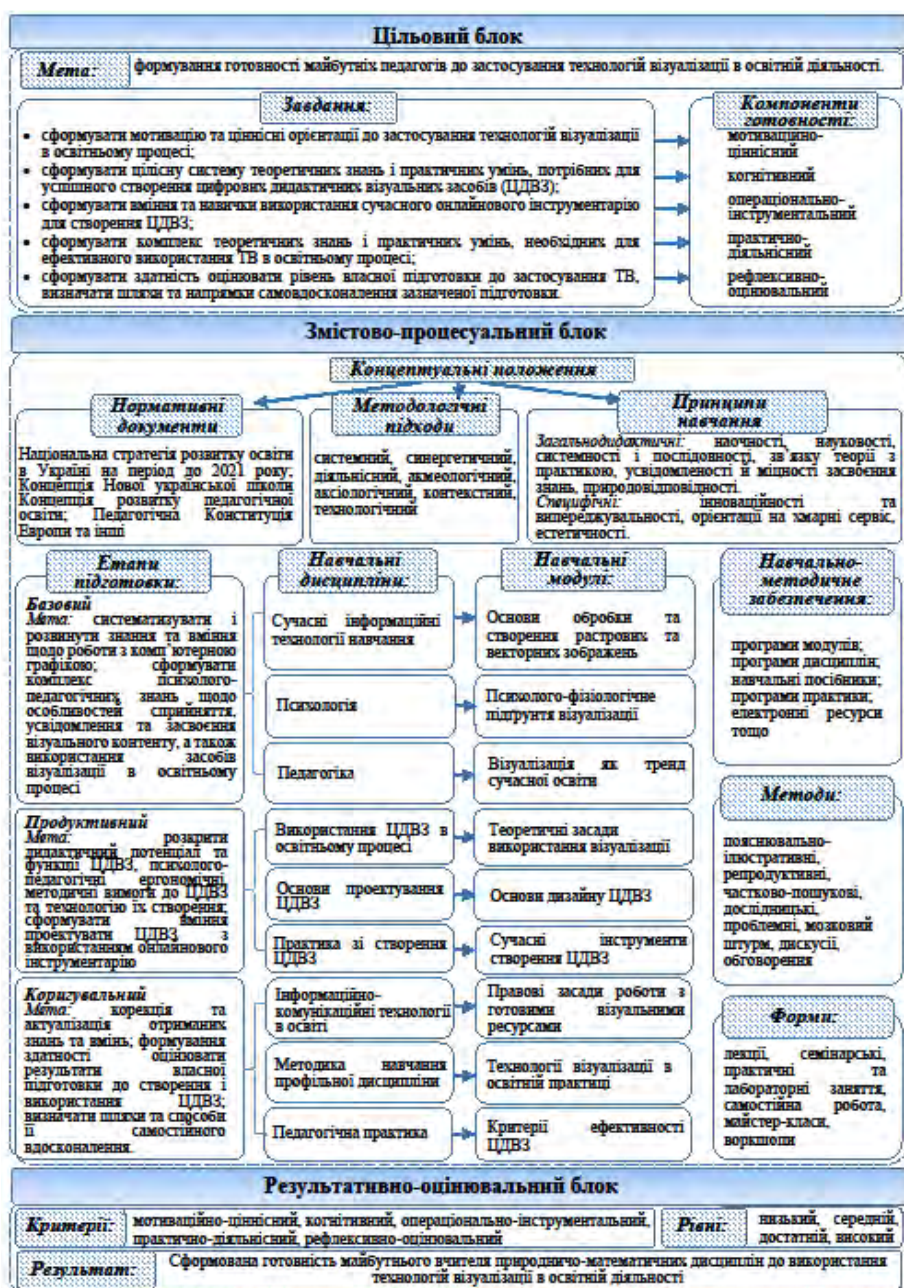 Цільовий блок
Мета:
формування готовності майбутніх педагогів до застосування технологій візуалізації в освітній діяльності.
Завдання:
• сформувати мотивацію та ціннісні орієнтації до застосування технологій візуалізації
в освітньому процесі;
• сформувати цілісну систему теоретичних знань і практичних умінь, потрібних для
успішного створення цифрових дидактичних візуальних засобів (ЦДВЗ);
• сформувати вміння та навички використання сучасного онлайнового інструментарію
для створення ЦДВЗ;
• сформувати комплекс теоретичних знань і практичних умінь, необхідних для
ефективного використання ТВ в освітньому процесі;
• сформувати здатність оцінювати рівень власної підготовки до застосування ТВ,
визначати шляхи та напрямки самовдосконалення зазначеної підготовки.
Компоненти
готовності:
мотиваційно-
ціннісний
когнітивний
операціонально-
інструментальний
практично-
діяльнісний
рефлексивно-
оцінювальний
Змістово-процесуальний блок
Концептуальні положення
Нормативні
документи
Національна стратегія розвитку освіти
в Україні на період до 2021 року;
Концепція Нової української школи
Концепція розвитку педагогічної
освіти; Педагогічна Конституція
Європи та інші
Методологічні
підходи
системний, синергетичний,
діяльнісний, акмеологічний,
аксіологічний, контекстний,
технологічний
Принципи
навчання
Загальнодидактичні: наочності, науковості,
системності і послідовності, зв'язку теорії з
практикою, усвідомленості й міцності засвоєння
знань, природовідповідності.
Специфічні: інноваційності та
випереджувальності, орієнтації на хмарні сервіс,
естетичності.
Етапи
підготовки:
Базовий
Мета: систематизувати і
розвинути знання та вміння
щодо роботи з комп'ютерною
графікою; сформувати
комплекс психолого-
педагогічних знань щодо
особливостей сприйняття,
усвідомлення та засвоєння
візуального контенту, а також
використання засобів
візуалізації в освітньому
процесі
Продуктивний
Мета: розкрити
дидактичний потенціал та
функції ЦДВЗ, психолого-
педагогічні ергономічні,
методичні вимоги до ЦДВЗ
та технологію їх створення;
сформувати вміння
проектувати ЦДВЗ з
використанням онлайнового
інструментарію
Коригувальний
Мета: корекція та
актуалізація отриманих
знань та вмінь; формування
здатності оцінювати
результати власної
підготовки до створення і
використання ЦДВЗ;
визначати шляхи та способи
її самостійного
вдосконалення.
Навчальні
дисципліни:
Сучасні інформаційні
технології навчання
Психологія
Педагогіка
Використання ЦДВЗ в
освітньому процесі
Основи проектування
ЦДВЗ
Практика зі створення
ЦДВЗ
Інформаційно-
комунікаційні технології
в освіті
Методика навчання
профільної дисципліни
Педагогічна практика
Навчальні
модулі:
Основи обробки та
створення растрових та
векторних зображень
Психолого-фізіологічне
підґрунтя візуалізації
Візуалізація як тренд
сучасної освіти
Теоретичні засади
використання візуалізації
Основи дизайну ЦДВЗ
Сучасні інструменти
створення ЦДВЗ
Правові засади роботи з
готовими візуальними
ресурсами
Технології візуалізації в
освітній практиці
Критерії ефективності
ЦДВЗ
Навчально-
методичне
забезпечення:
програми модулів;
програми дисциплін;
навчальні посібники;
програми практики;
електронні ресурси
тощо
Методи:
пояснювально-
ілюстративні,
репродуктивні,
частково-пошукові,
дослідницькі,
проблемні, мозковий
штурм, дискусії,
обговорення
Форми:
лекції, семінарські,
практичні та
лабораторні заняття,
самостійна робота,
майстер-класи,
воркшопи
Результативно-оцінювальний блок
Критерії:
мотиваційно-ціннісний, когнітивний, операціонально-інструментальний,
практично-діяльнісний, рефлексивно-оцінювальний
Рівні:
низький, середній,
достатній, високий
Результат:
Сформована готовність майбутнього вчителя природничо-математичних дисциплін до використання
технологій візуалізації в освітній діяльності